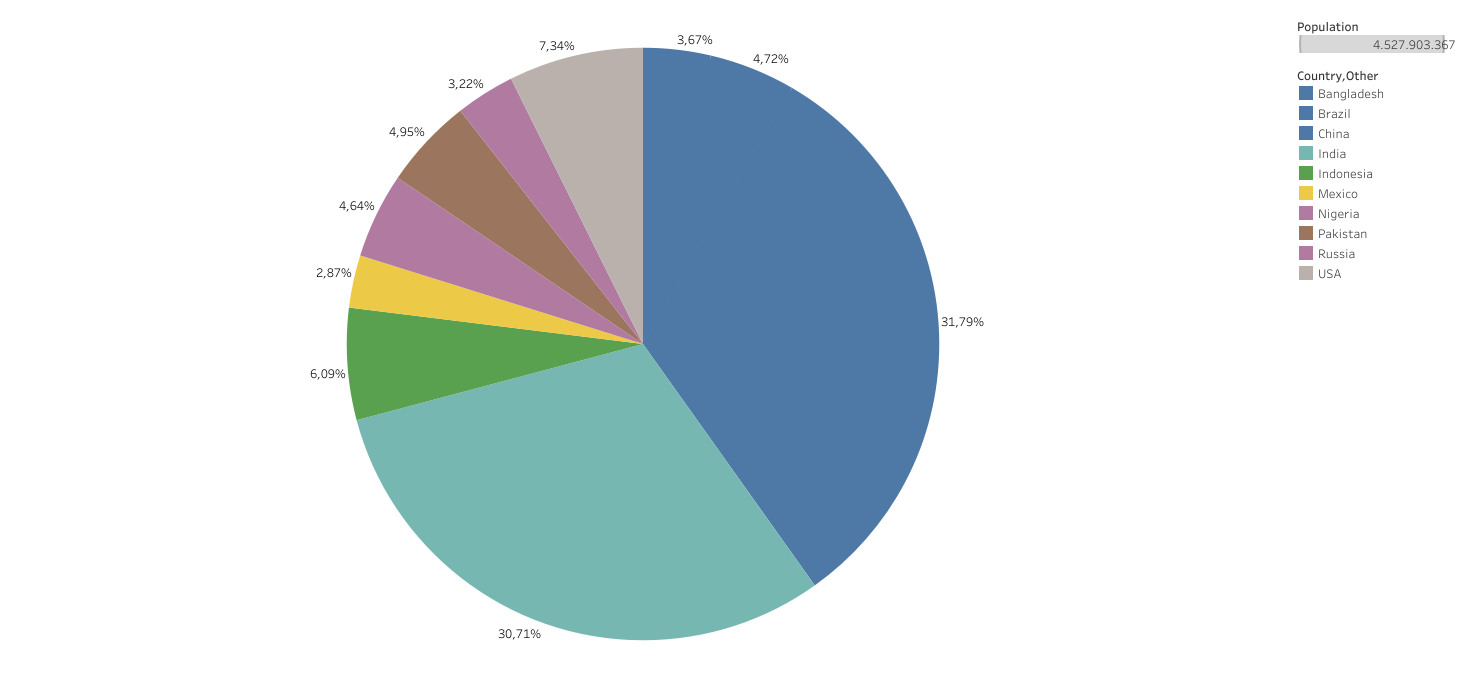 7,34%
3,67%
4,72%
3,22%
4,95%
4,64%
2,87%
31,79%
6,09%
30,71%
Population
4.527.903.367
Country,Other
Bangladesh
Brazil
China
India
Indonesia
Mexico
Nigeria
Pakistan
Russia
USA